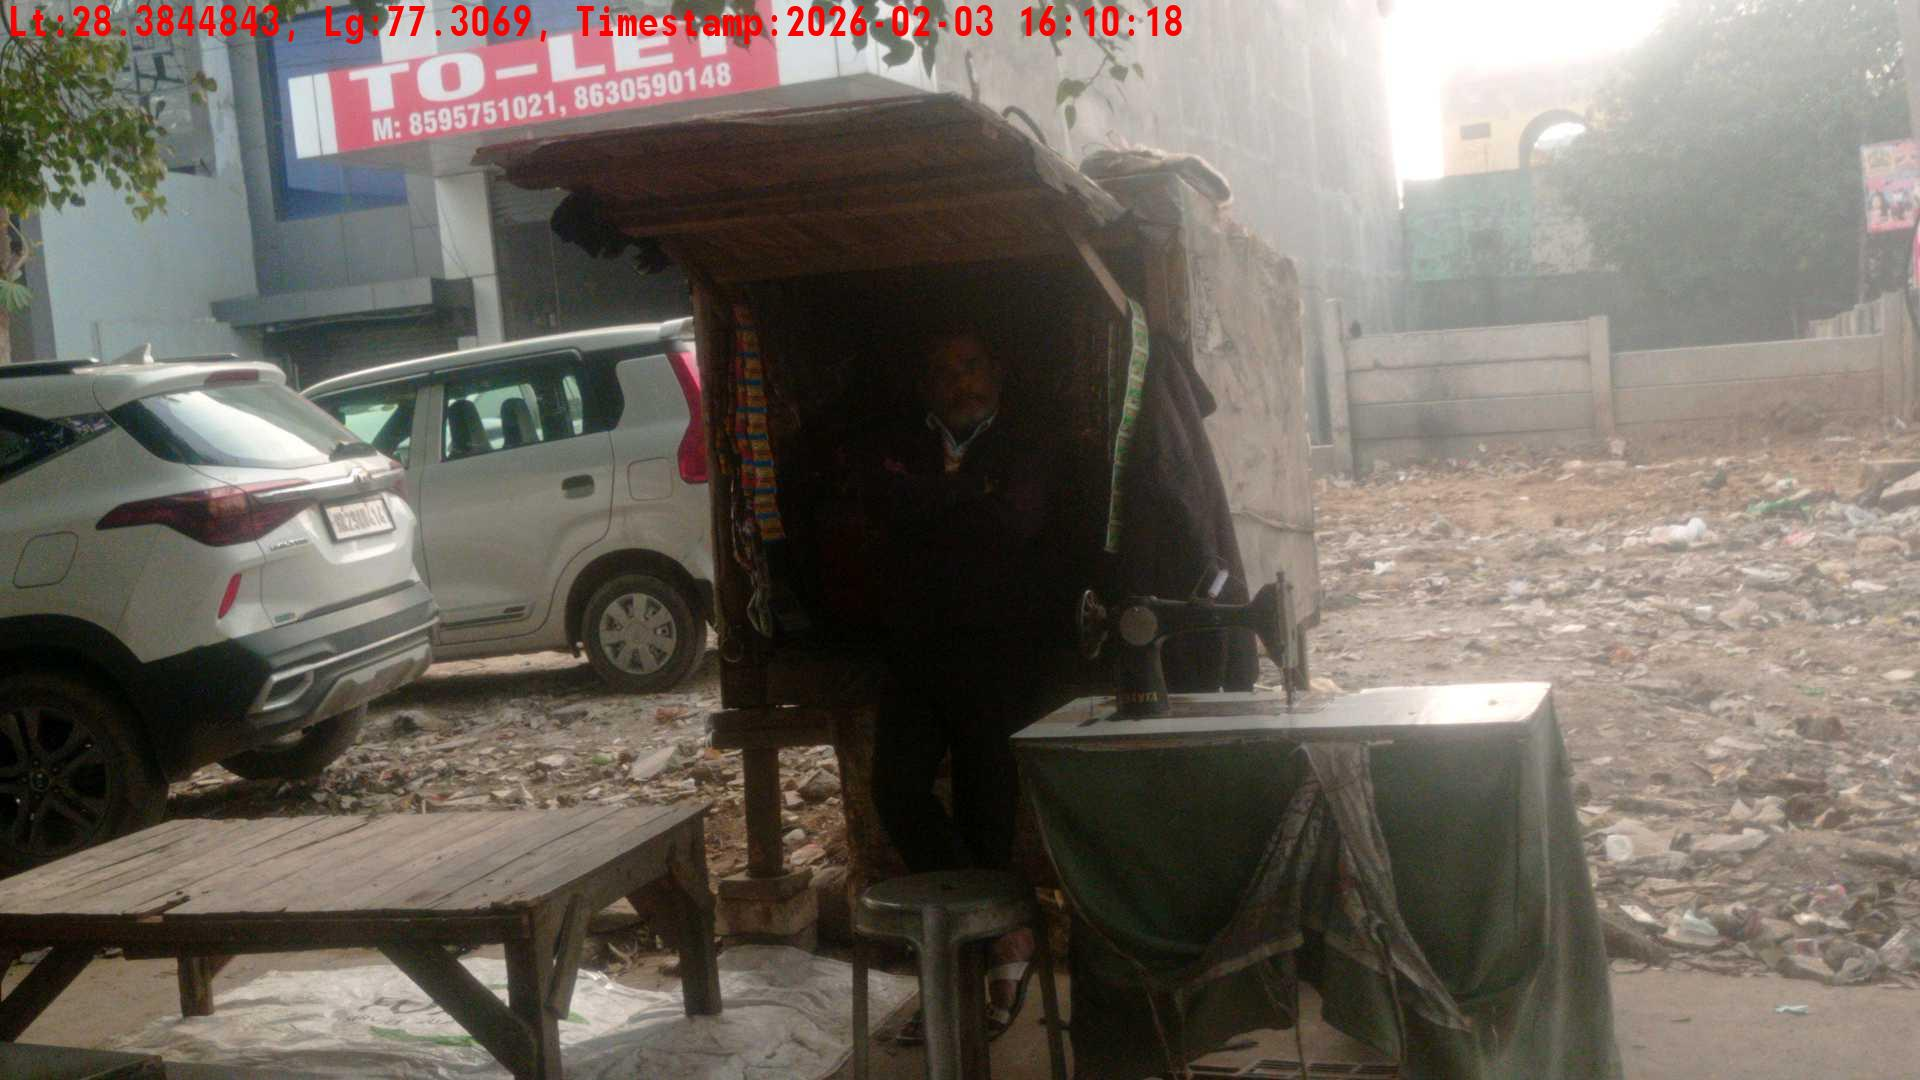 Lt:28.3844843, Lg:77.3069, Timestamp:2026-02-03 16:10:18
TO-LET
M: 8595751021, 8630590148